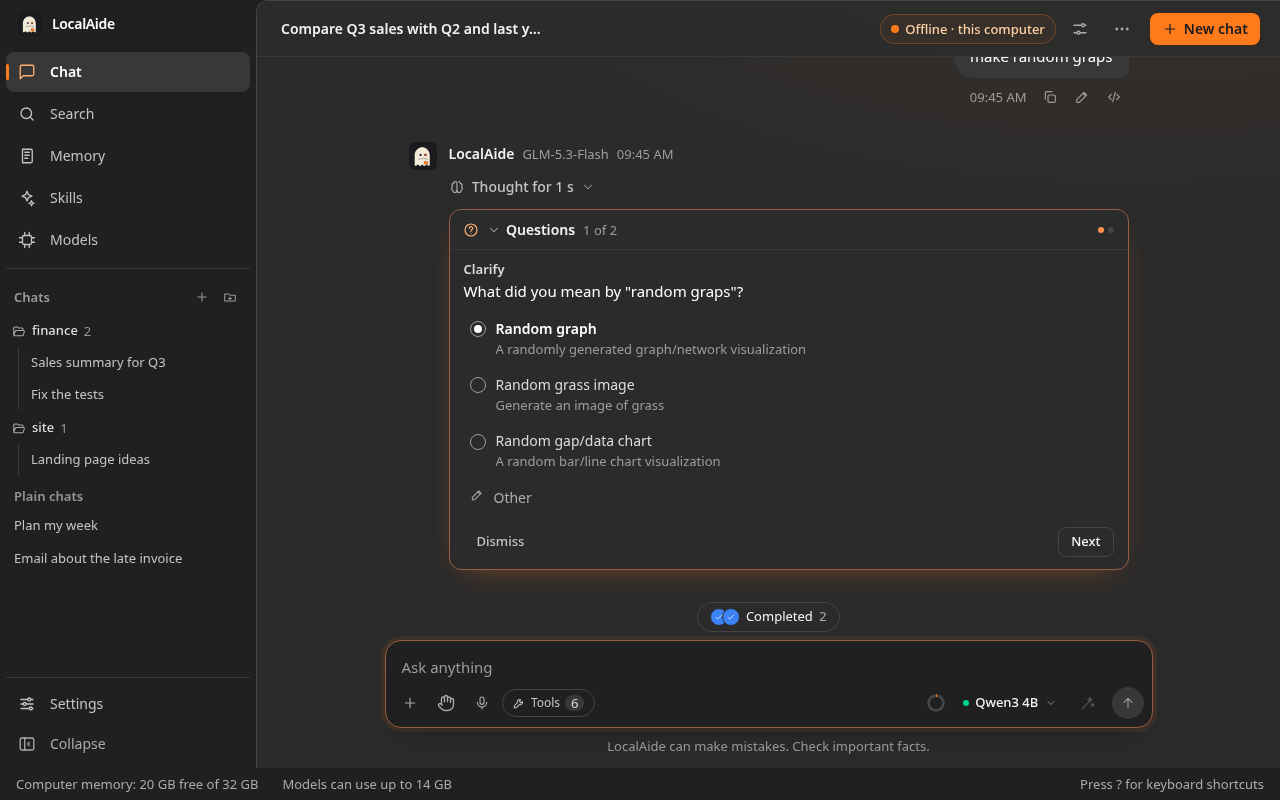 LocalAide
Chat
Search
Memory
Skills
Models
Chats
finance 2
Sales summary for Q3
Fix the tests
site 1
Landing page ideas
Plain chats
Plan my week
Email about the late invoice
Settings
Collapse
Compare Q3 sales with Q2 and last y...
Offline · this computer
New chat
make random graps
09:45 AM
LocalAide GLM-5.3-Flash 09:45 AM
Thought for 1 s
Questions 1 of 2
Clarify
What did you mean by "random graps"?
Random graph
A randomly generated graph/network visualization
Random grass image
Generate an image of grass
Random gap/data chart
A random bar/line chart visualization
Other
Dismiss
Next
Completed 2
Ask anything
Tools 6
Qwen3 4B
LocalAide can make mistakes. Check important facts.
Computer memory: 20 GB free of 32 GB
Models can use up to 14 GB
Press ? for keyboard shortcuts